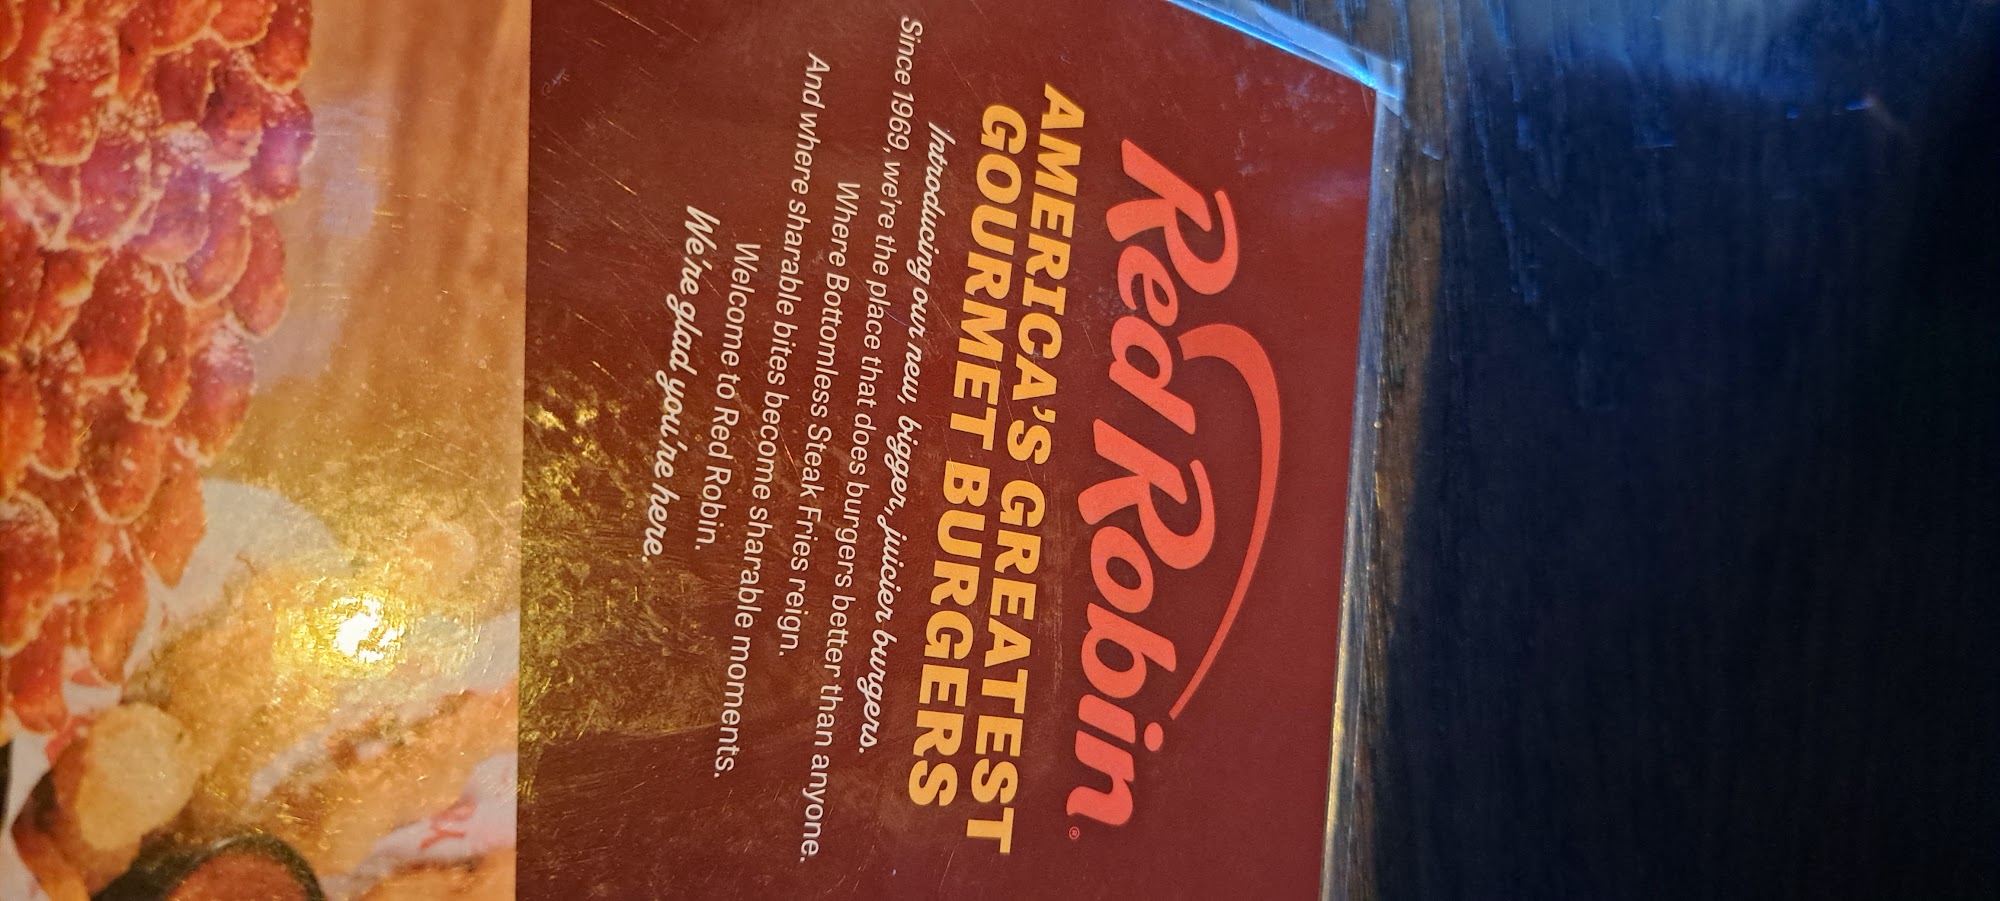 Red Robin®
AMERICA'S GREATEST
GOURMET BURGERS
Introducing our new, bigger, juicier burgers.
Since 1969, we're the place that does burgers better than anyone.
Where Bottomless Steak Fries reign.
And where sharable bites become sharable moments.
Welcome to Red Robin.
We're glad you're here.